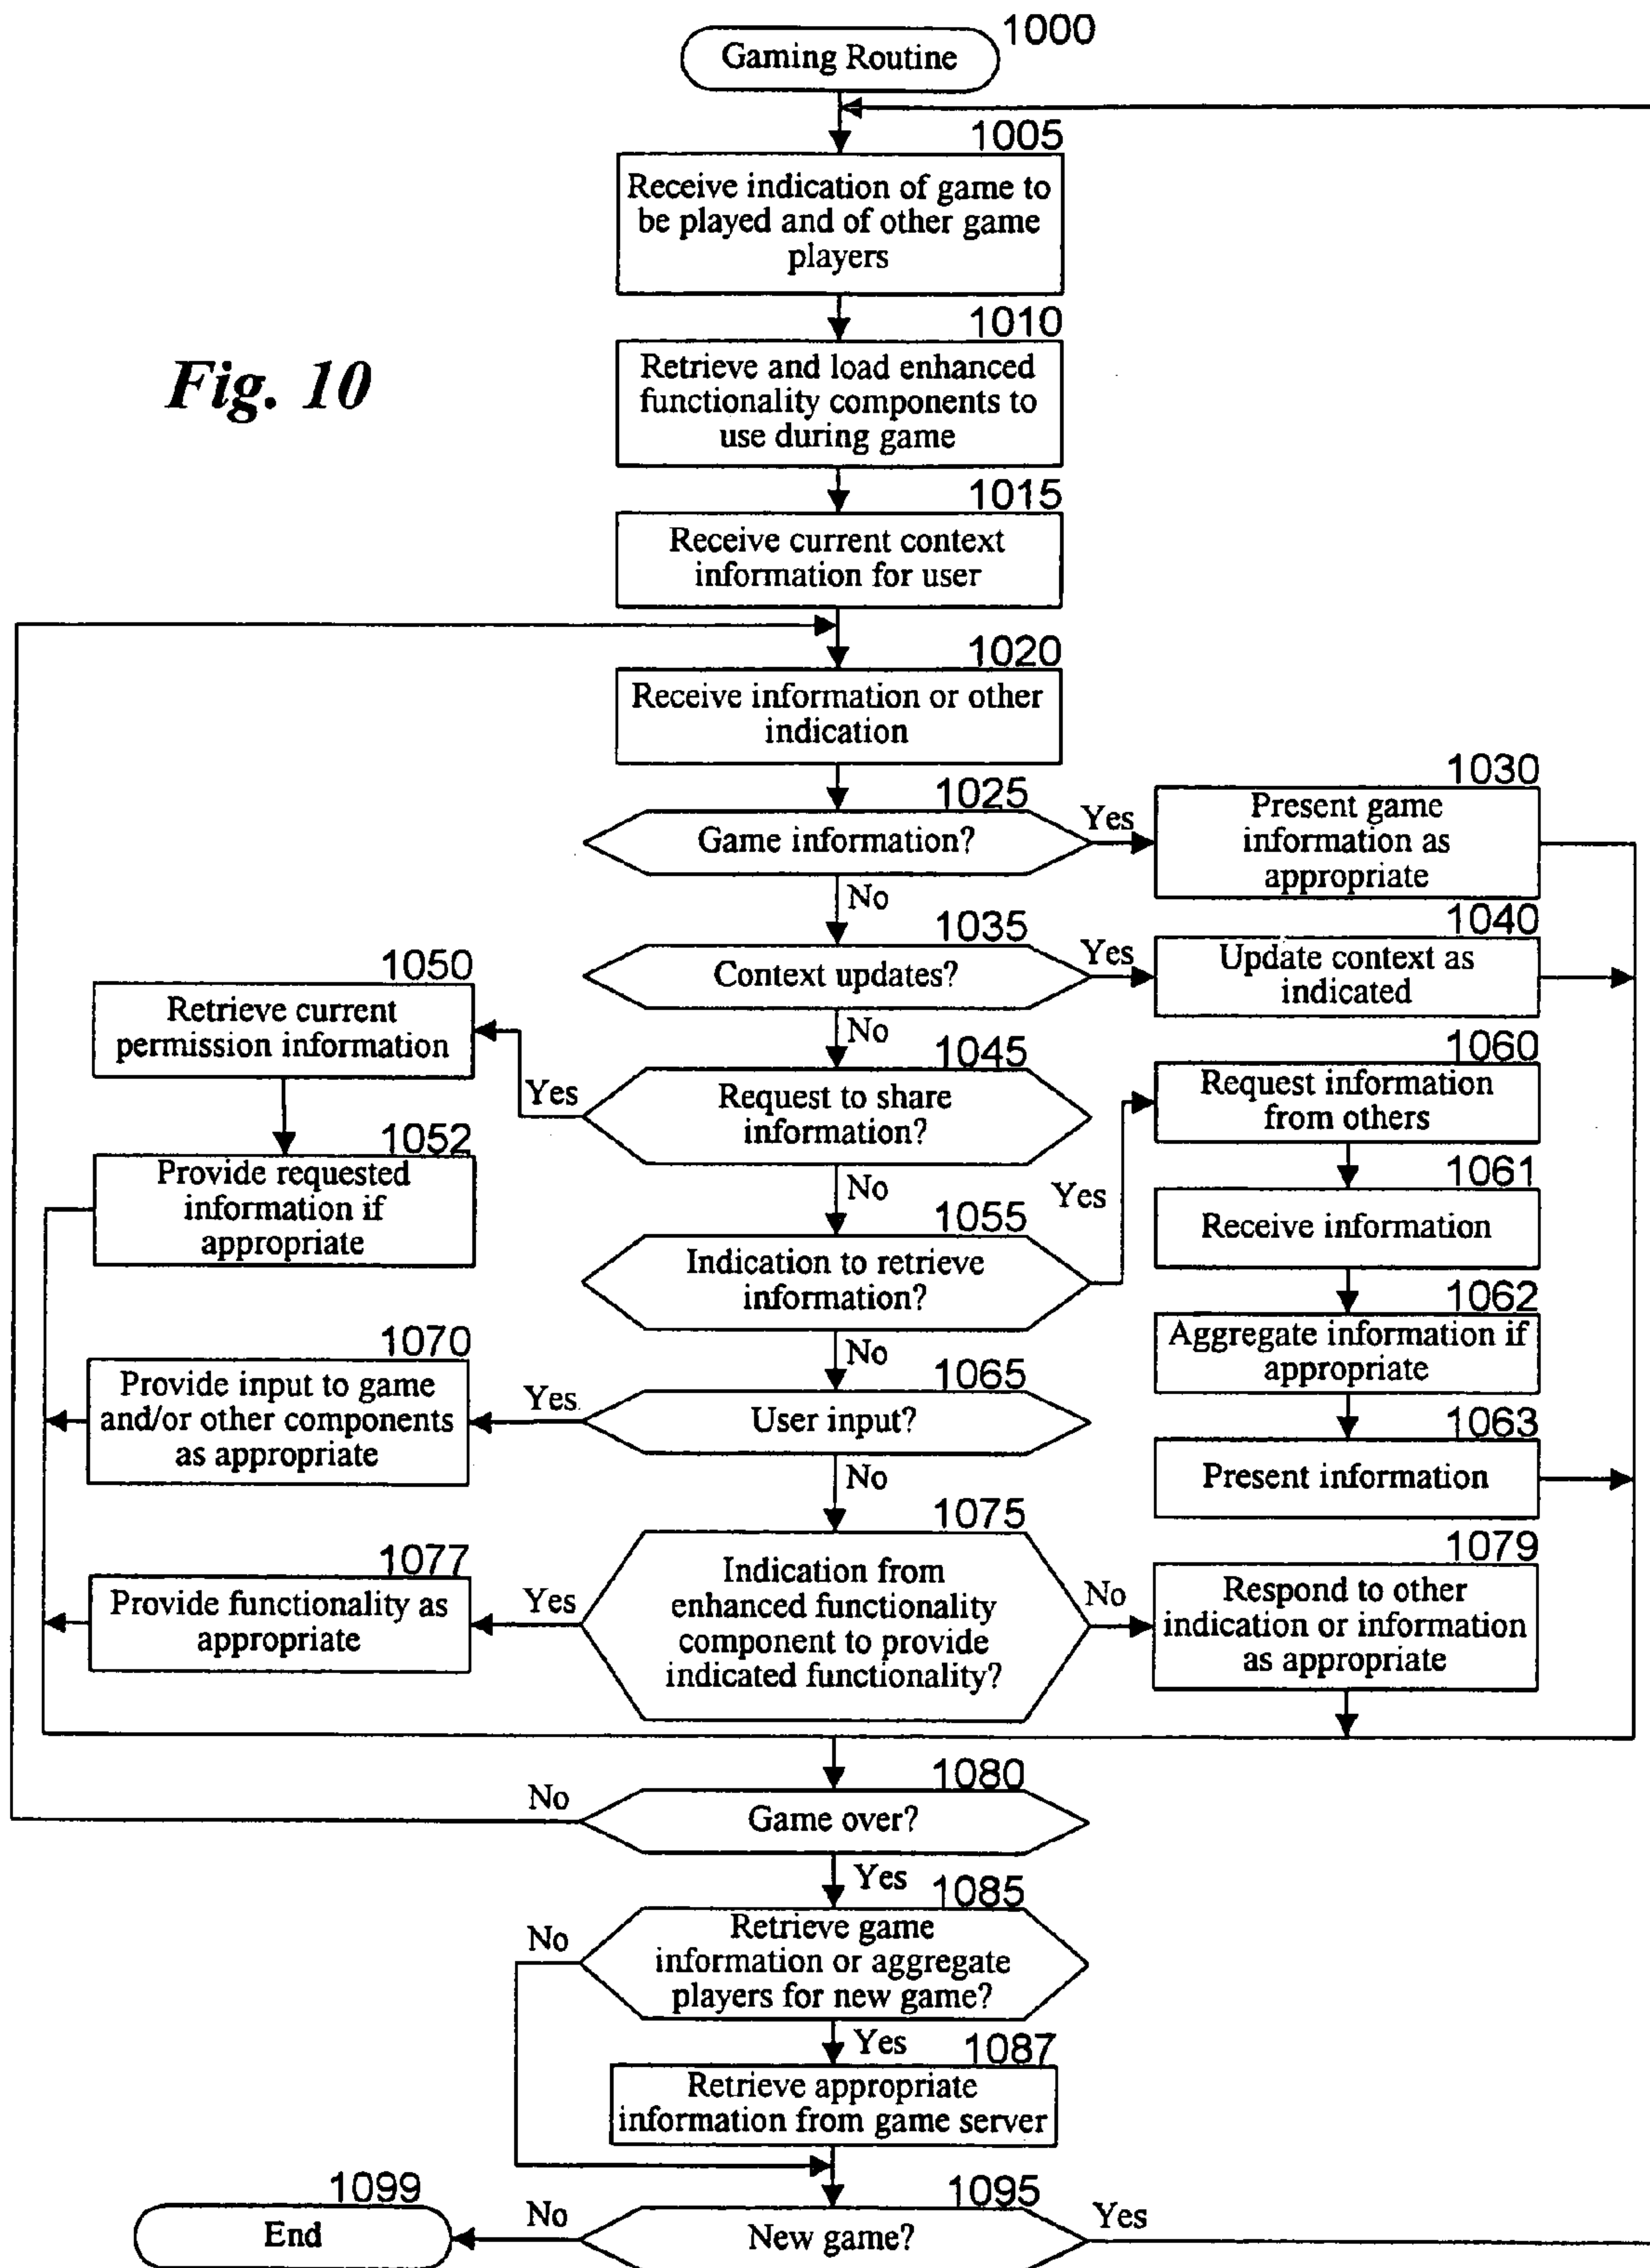 1000
Gaming Routine
1005
Receive indication of game to
be played and of other game
players
1010
Retrieve and load enhanced
functionality components to
use during game
Fig. 10
1015
Receive current context
information for user
1020
Receive information or other
indication
1025
Game information?
Yes
1030
Present game
information as
appropriate
No
1035
Context updates?
Yes
1040
Update context as
indicated
No
1045
Request to share
information?
Yes
1050
Retrieve current
permission information
1052
Provide requested
information if
appropriate
No
1055
Indication to retrieve
information?
Yes
1060
Request information
from others
1061
Receive information
1062
Aggregate information if
appropriate
1063
Present information
No
1065
User input?
Yes
1070
Provide input to game
and/or other components
as appropriate
No
1075
Indication from
enhanced functionality
component to provide
indicated functionality?
Yes
1077
Provide functionality as
appropriate
No
1079
Respond to other
indication or information
as appropriate
1080
Game over?
No
Yes
1085
Retrieve game
information or aggregate
players for new game?
No
Yes
1087
Retrieve appropriate
information from game server
1095
New game?
Yes
No
1099
End